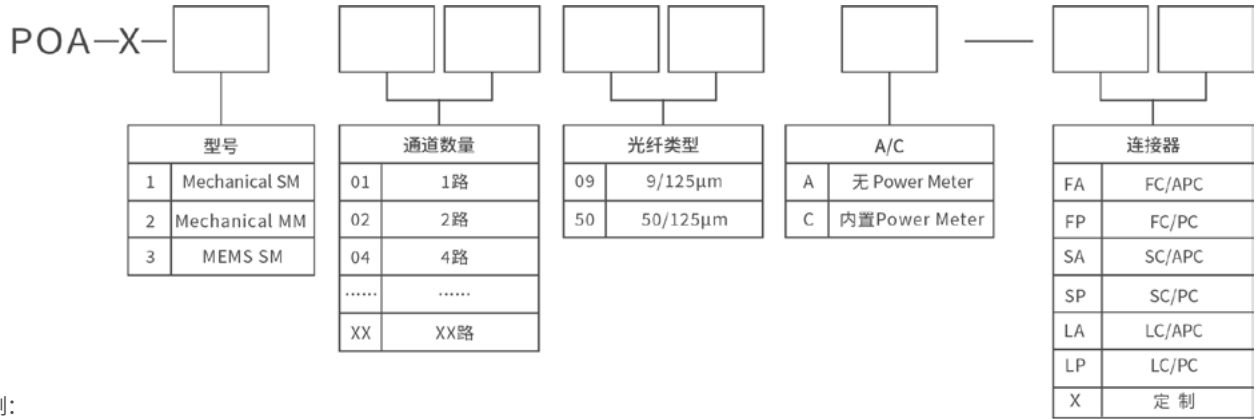 POA—X—
型号
1 Mechanical SM
2 Mechanical MM
3 MEMS SM
通道数量
01 1路
02 2路
04 4路
…… ……
XX XX路
光纤类型
09 9/125μm
50 50/125μm
A/C
A 无 Power Meter
C 内置Power Meter
连接器
FA FC/APC
FP FC/PC
SA SC/APC
SP SC/PC
LA LC/APC
LP LC/PC
X 定 制